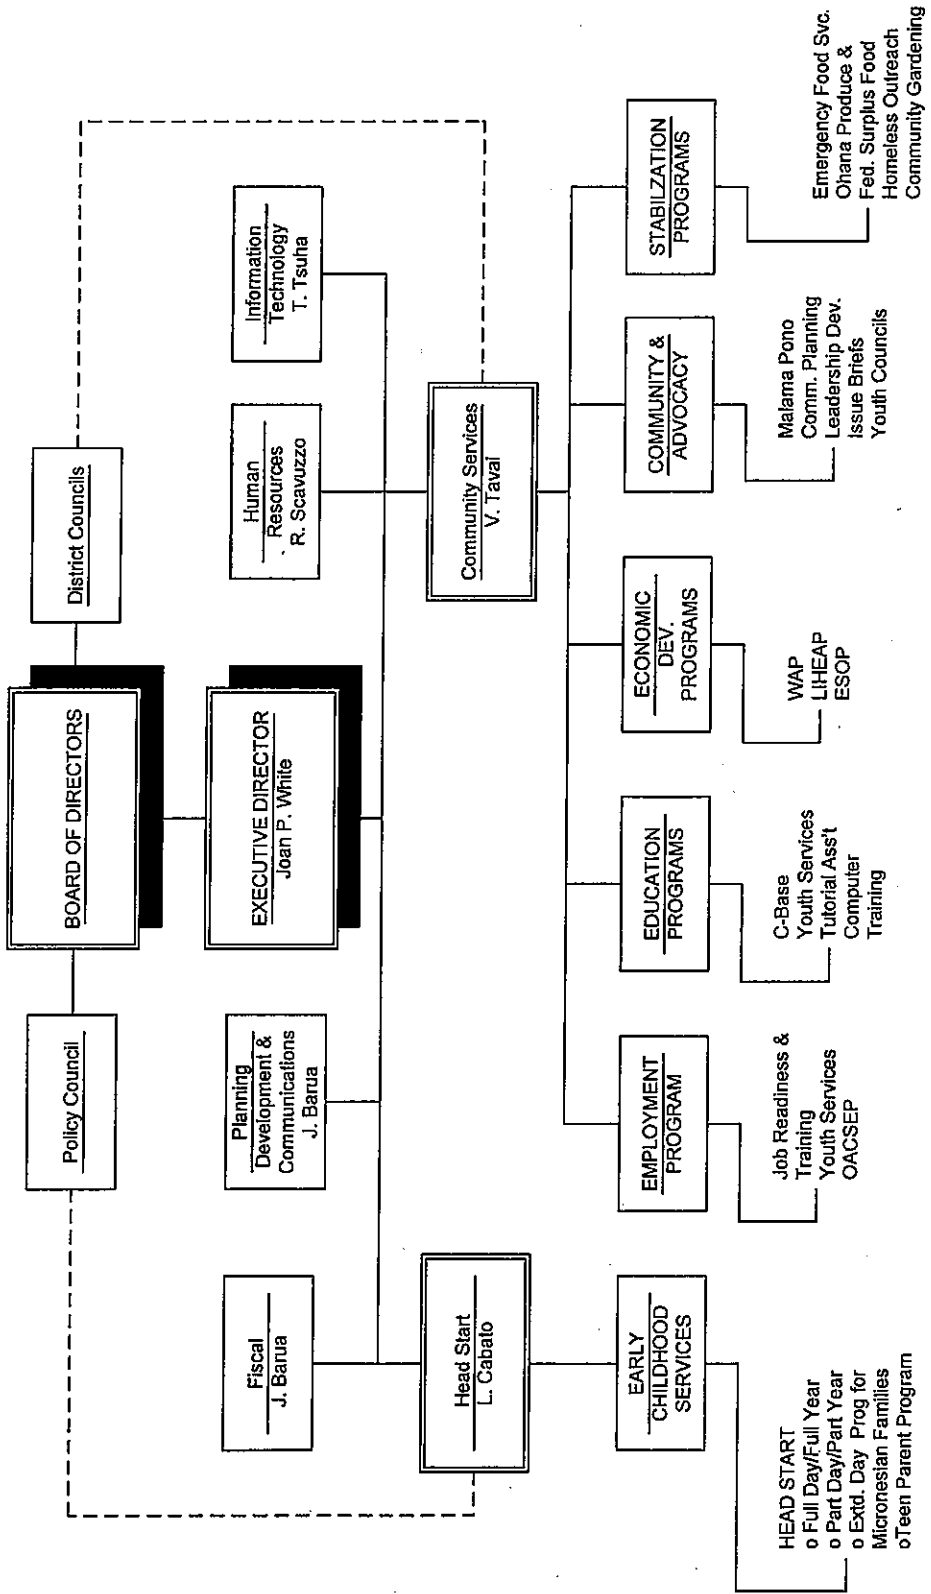 Policy Council
BOARD OF DIRECTORS
District Councils
Fiscal
J. Barua
Planning
Development &
Communications
J. Barua
EXECUTIVE DIRECTOR
Joan P. White
Human
Resources
R. Scavuzzo
Information
Technology
T. Tsuha
Head Start
L. Cabato
Community Services
V. Taval
EARLY
CHILDHOOD
SERVICES
EMPLOYMENT
PROGRAM
EDUCATION
PROGRAMS
ECONOMIC
DEV.
PROGRAMS
COMMUNITY &
ADVOCACY
STABILZATION
PROGRAMS
HEAD START
o Full Day/Full Year
o Part Day/Part Year
o Extd. Day Prog for
Micronesian Families
oTeen Parent Program
Job Readiness &
Training
Youth Services
OACSEP
C-Base
Youth Services
Tutorial Ass't
Computer
Training
WAP
LIHEAP
ESOP
Malama Pono
Comm. Planning
Leadership Dev.
Issue Briefs
Youth Councils
Emergency Food Svc.
Ohana Produce &
Fed. Surplus Food
Homeless Outreach
Community Gardening